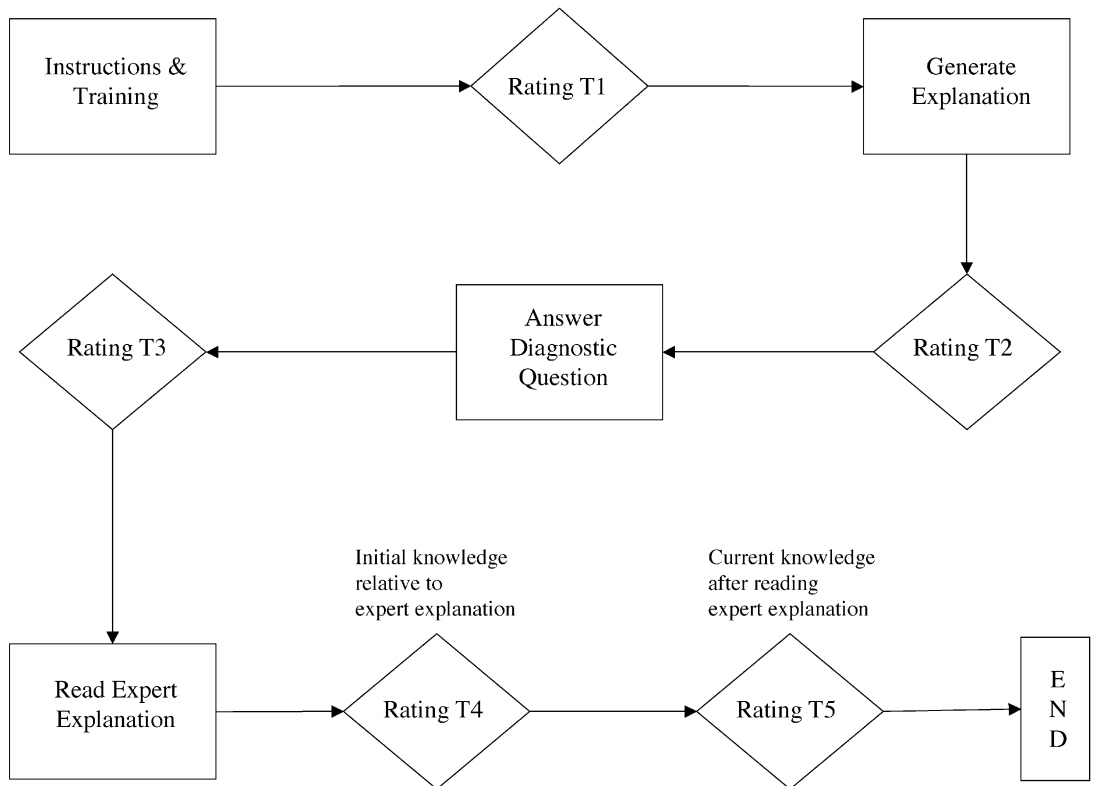 Instructions &
Training
Rating T1
Generate
Explanation
Rating T3
Answer
Diagnostic
Question
Rating T2
Initial knowledge
relative to
expert explanation
Current knowledge
after reading
expert explanation
Read Expert
Explanation
Rating T4
Rating T5
E
N
D